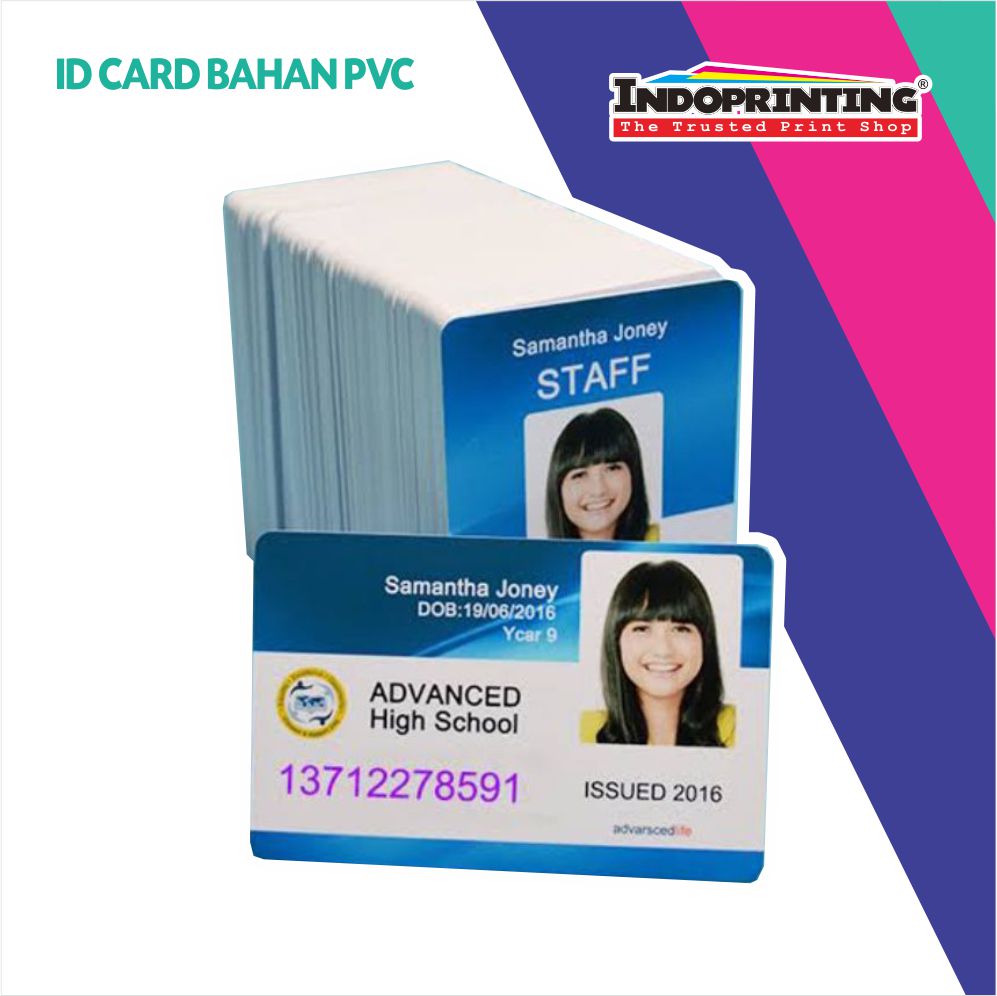 ID CARD BAHAN PVC
INDOPRINTING®
The Trusted Print Shop
Samantha Joney
STAFF
Samantha Joney
DOB:19/06/2016
Year 9
ADVANCED
High School
13712278591
ISSUED 2016
advarscedlife